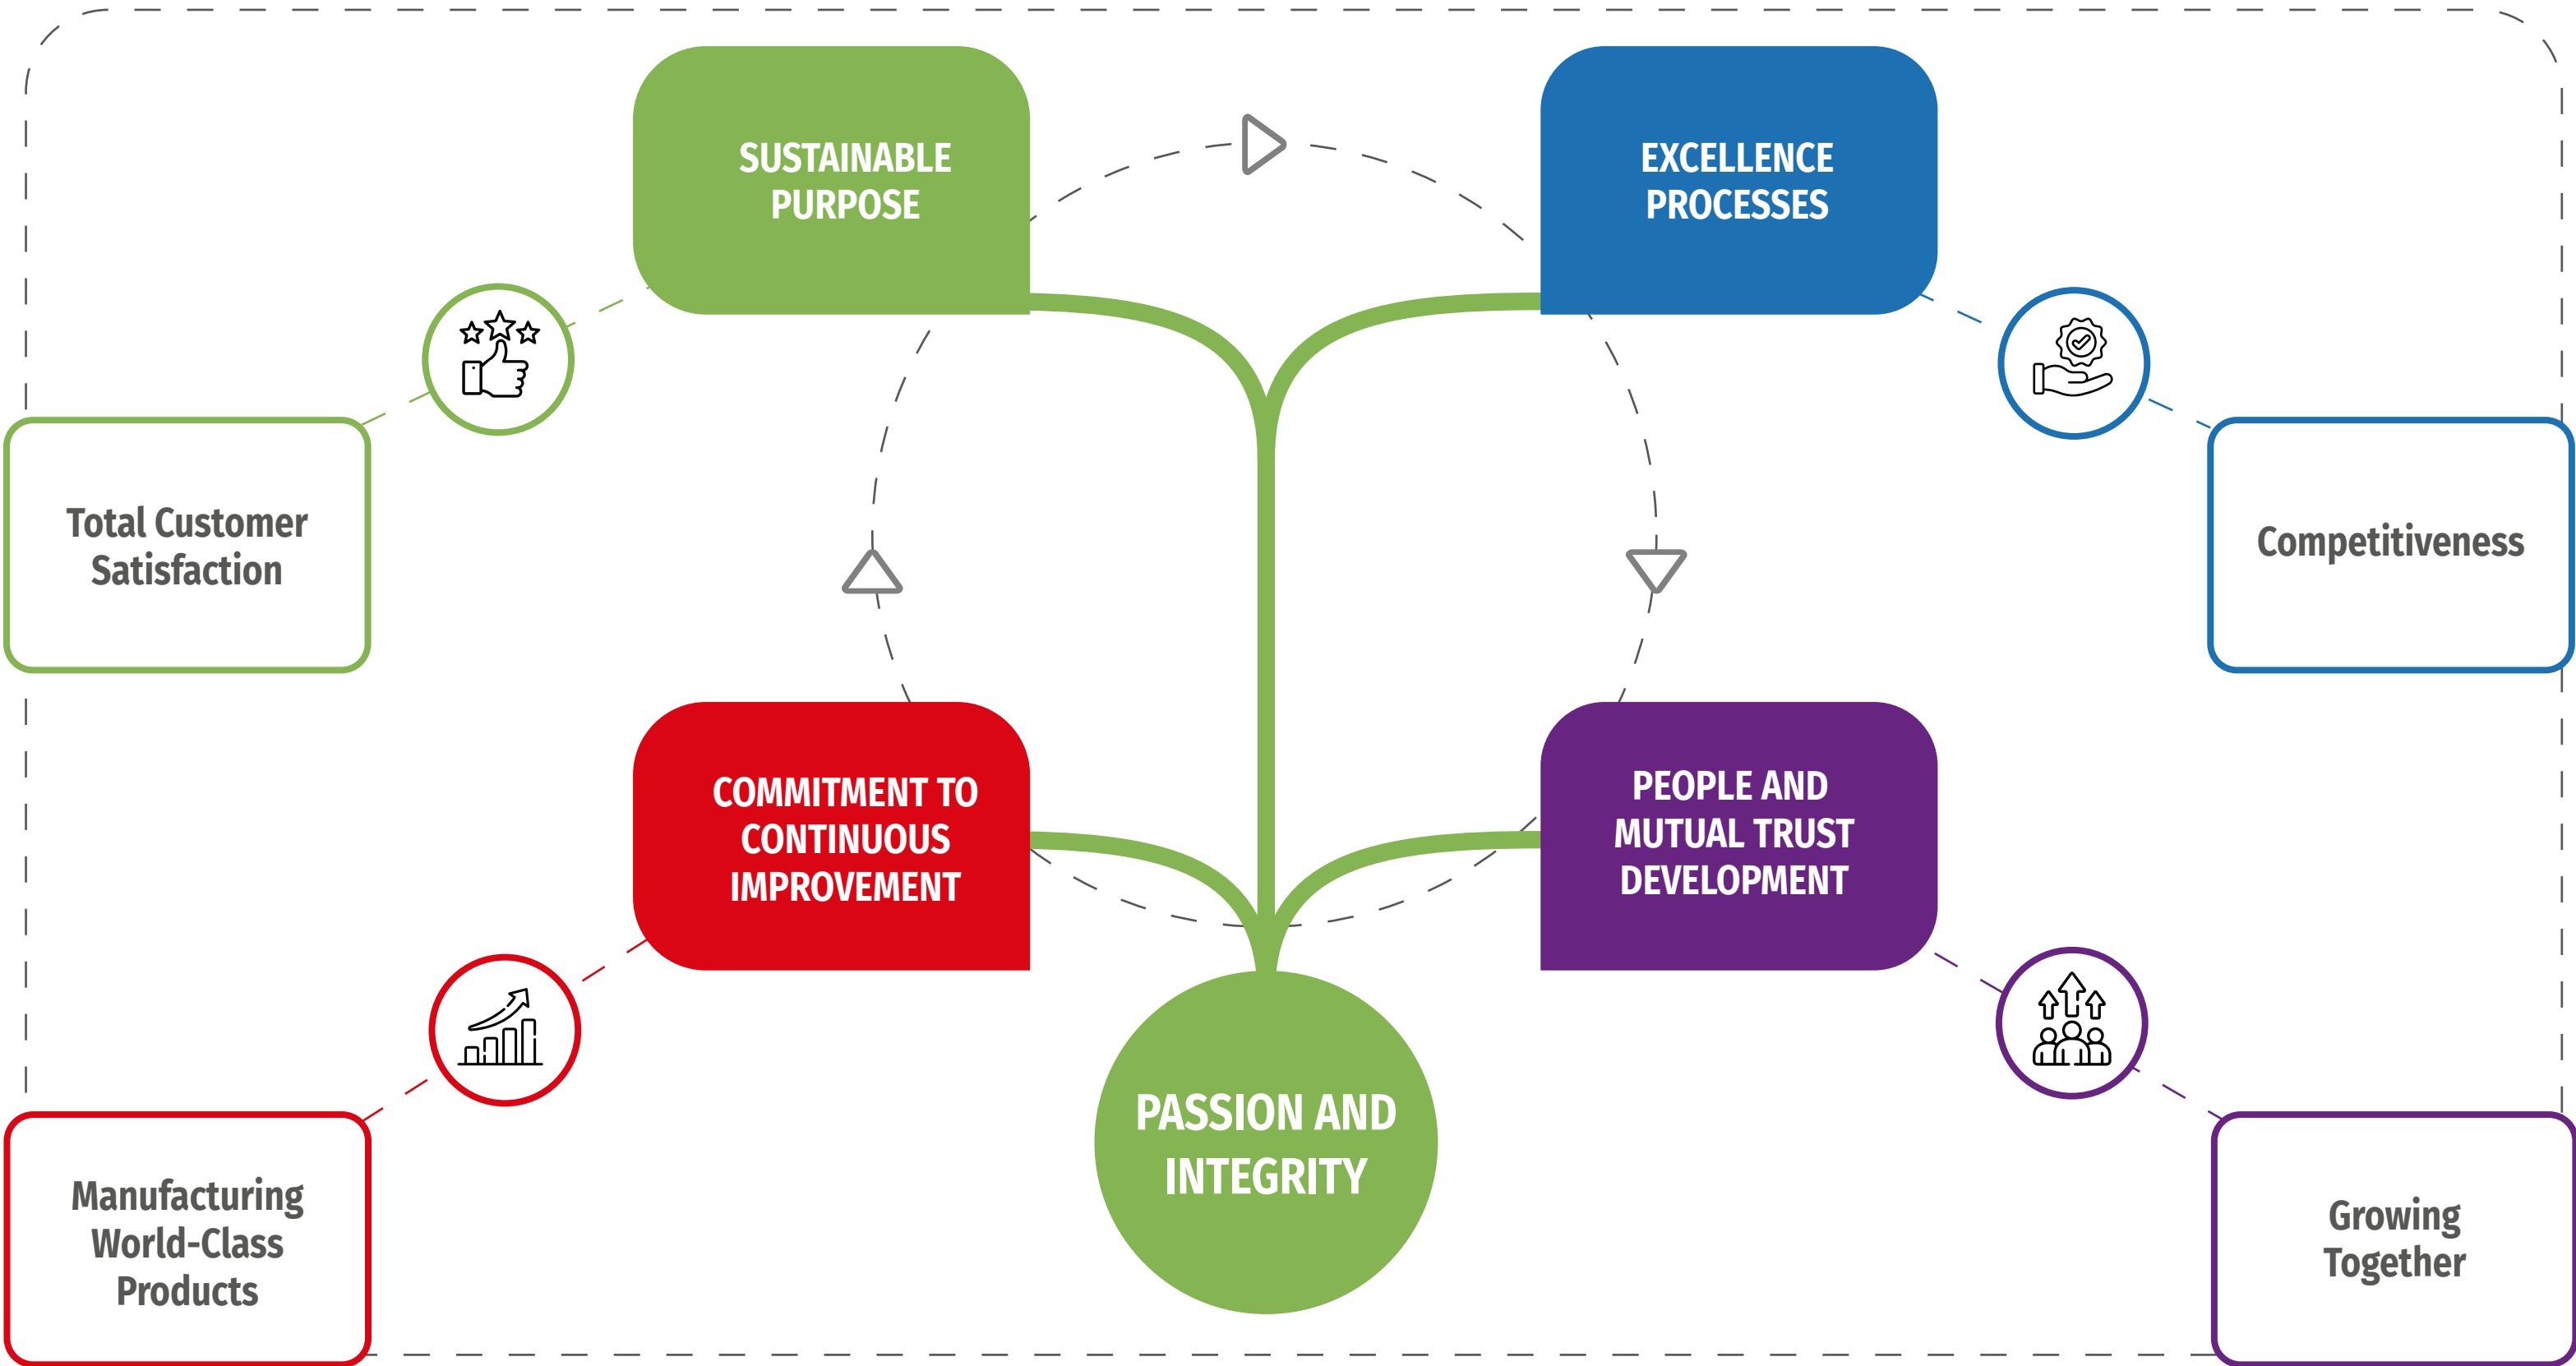 SUSTAINABLE
PURPOSE
EXCELLENCE
PROCESSES
Total Customer
Satisfaction
Competitiveness
COMMITMENT TO
CONTINUOUS
IMPROVEMENT
PEOPLE AND
MUTUAL TRUST
DEVELOPMENT
PASSION AND
INTEGRITY
Manufacturing
World-Class
Products
Growing
Together